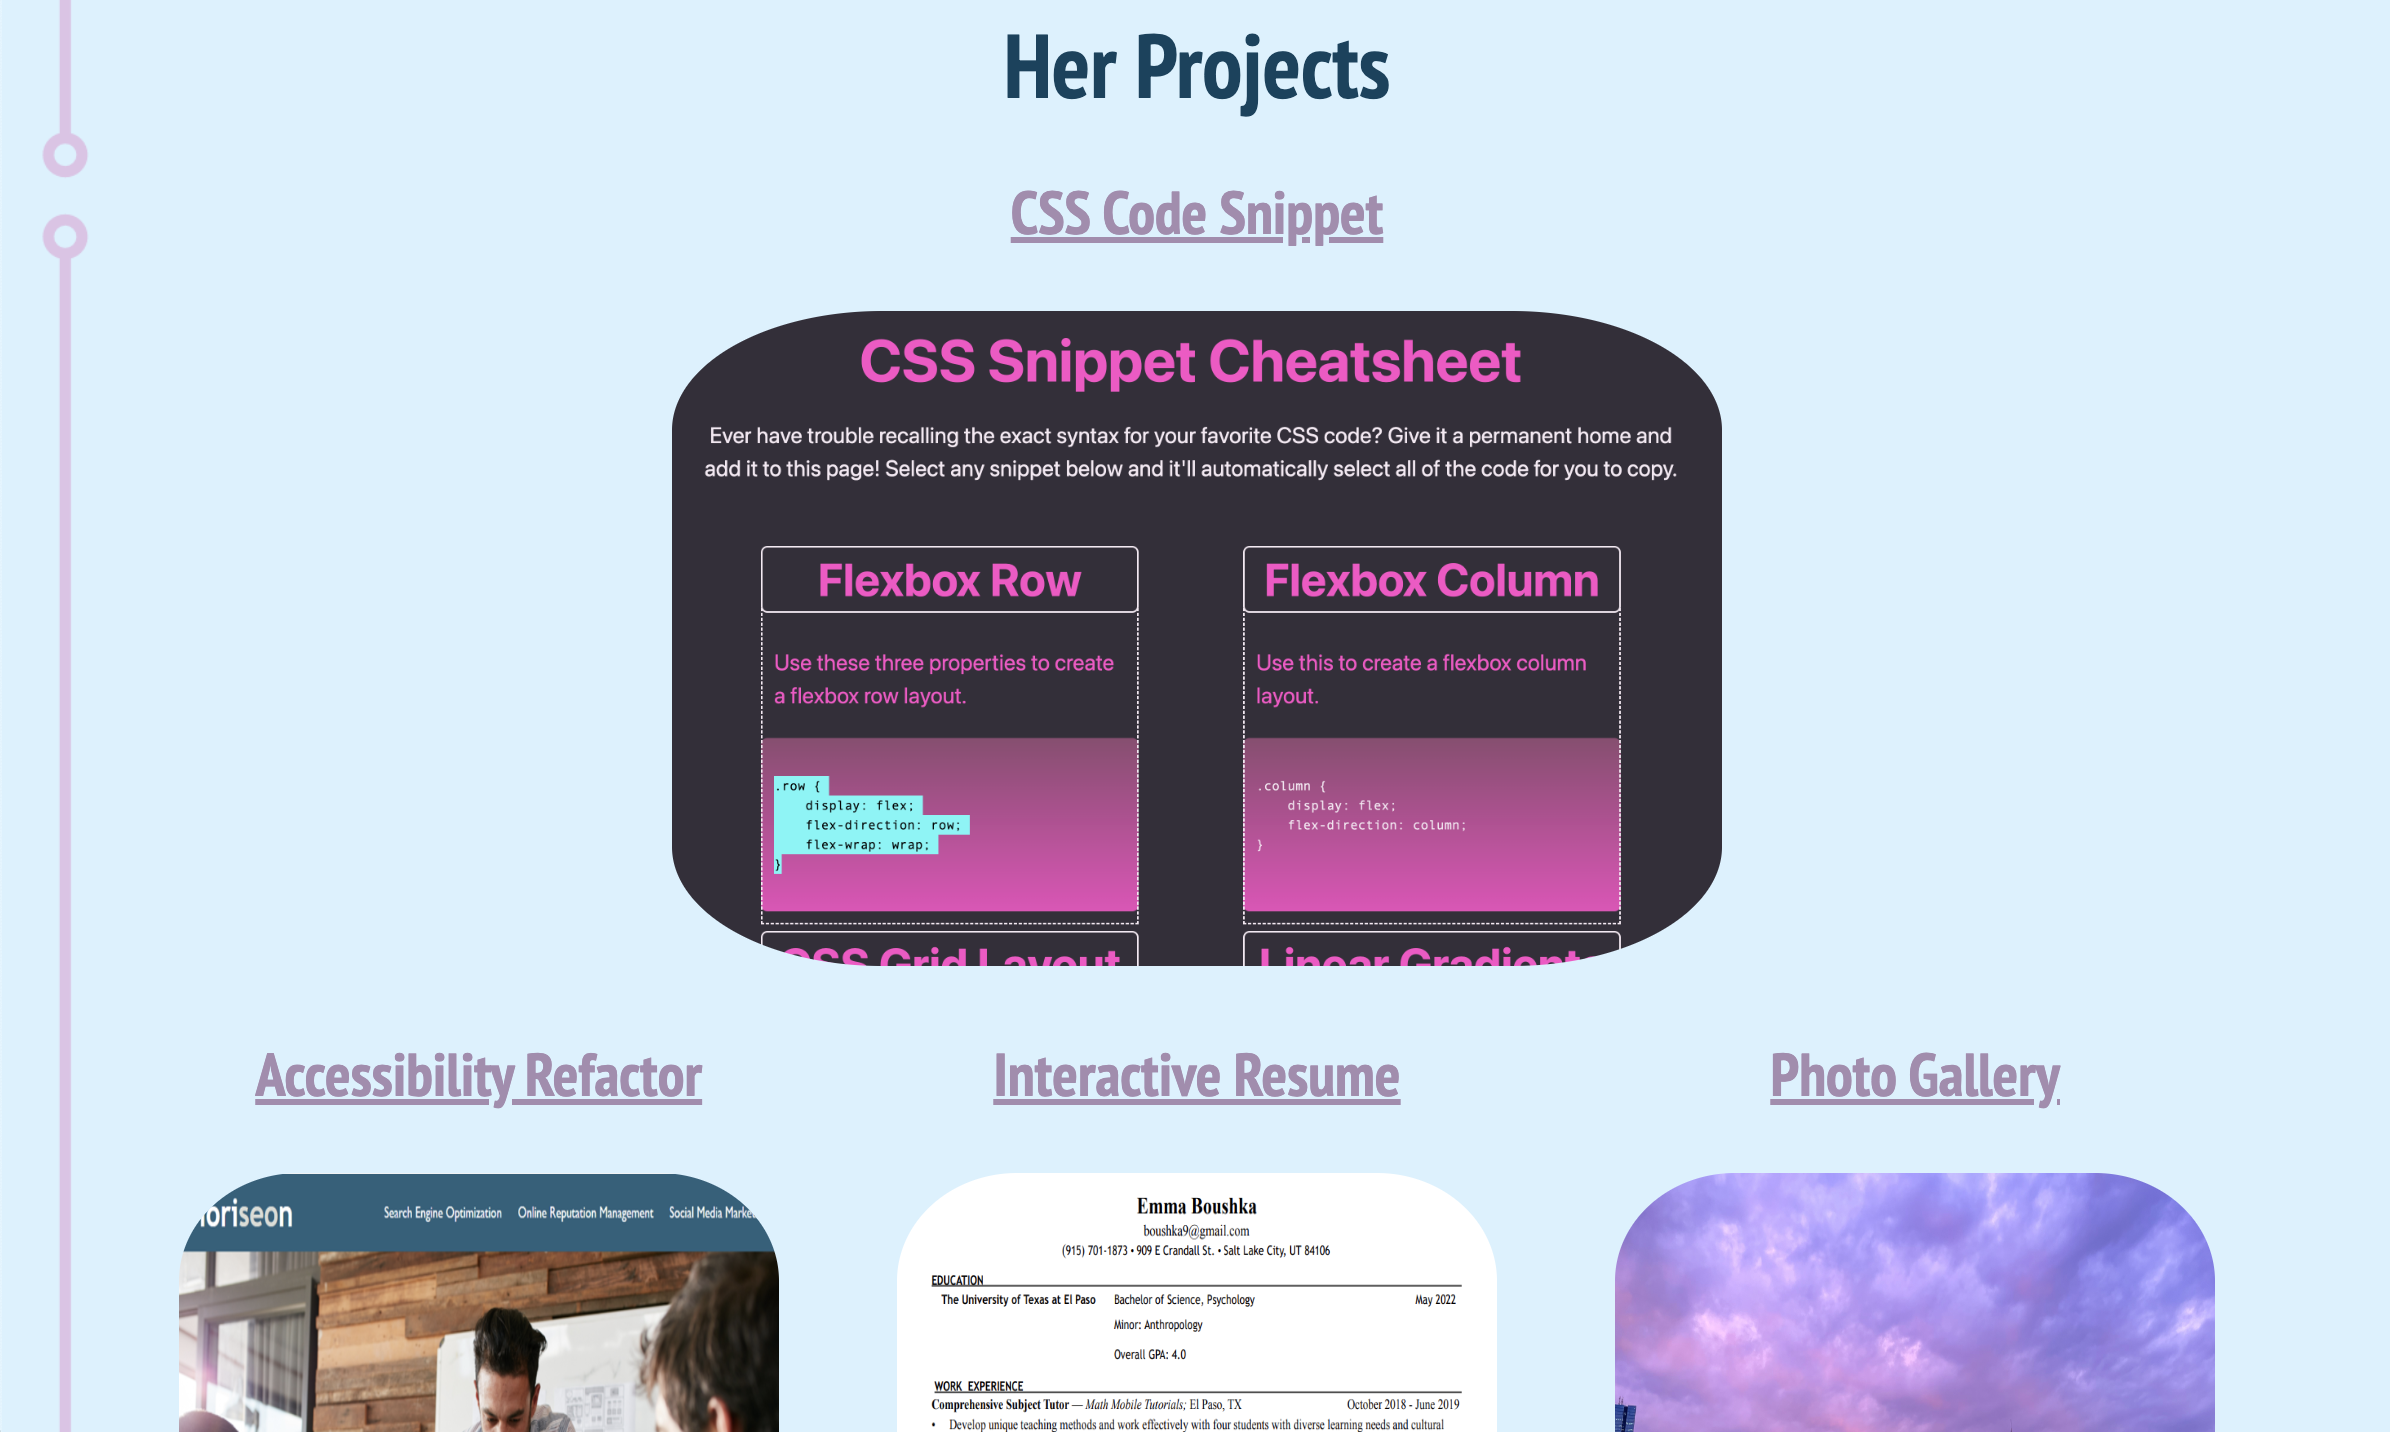 Her Projects
CSS Code Snippet
CSS Snippet Cheatsheet
Ever have trouble recalling the exact syntax for your favorite CSS code? Give it a permanent home and
add it to this page! Select any snippet below and it'll automatically select all of the code for you to copy.
Flexbox Row
Use these three properties to create
a flexbox row layout.
.row {
    display: flex;
    flex-direction: row;
    flex-wrap: wrap;
}
Flexbox Column
Use this to create a flexbox column
layout.
.column {
    display: flex;
    flex-direction: column;
}
CSS Grid Layout
Linear Gradient
Accessibility Refactor
Interactive Resume
Photo Gallery
oriseon
Search Engine Optimization
Online Reputation Management
Social Media Marke
Emma Boushka
boushka9@gmail.com
(915) 701-1873 • 909 E Crandall St. • Salt Lake City, UT 84106
EDUCATION
The University of Texas at El Paso Bachelor of Science, Psychology May 2022
Minor: Anthropology
Overall GPA: 4.0
WORK EXPERIENCE
Comprehensive Subject Tutor — Math Mobile Tutorials; El Paso, TX October 2018 - June 2019
• Develop unique teaching methods and work effectively with four students with diverse learning needs and cultural